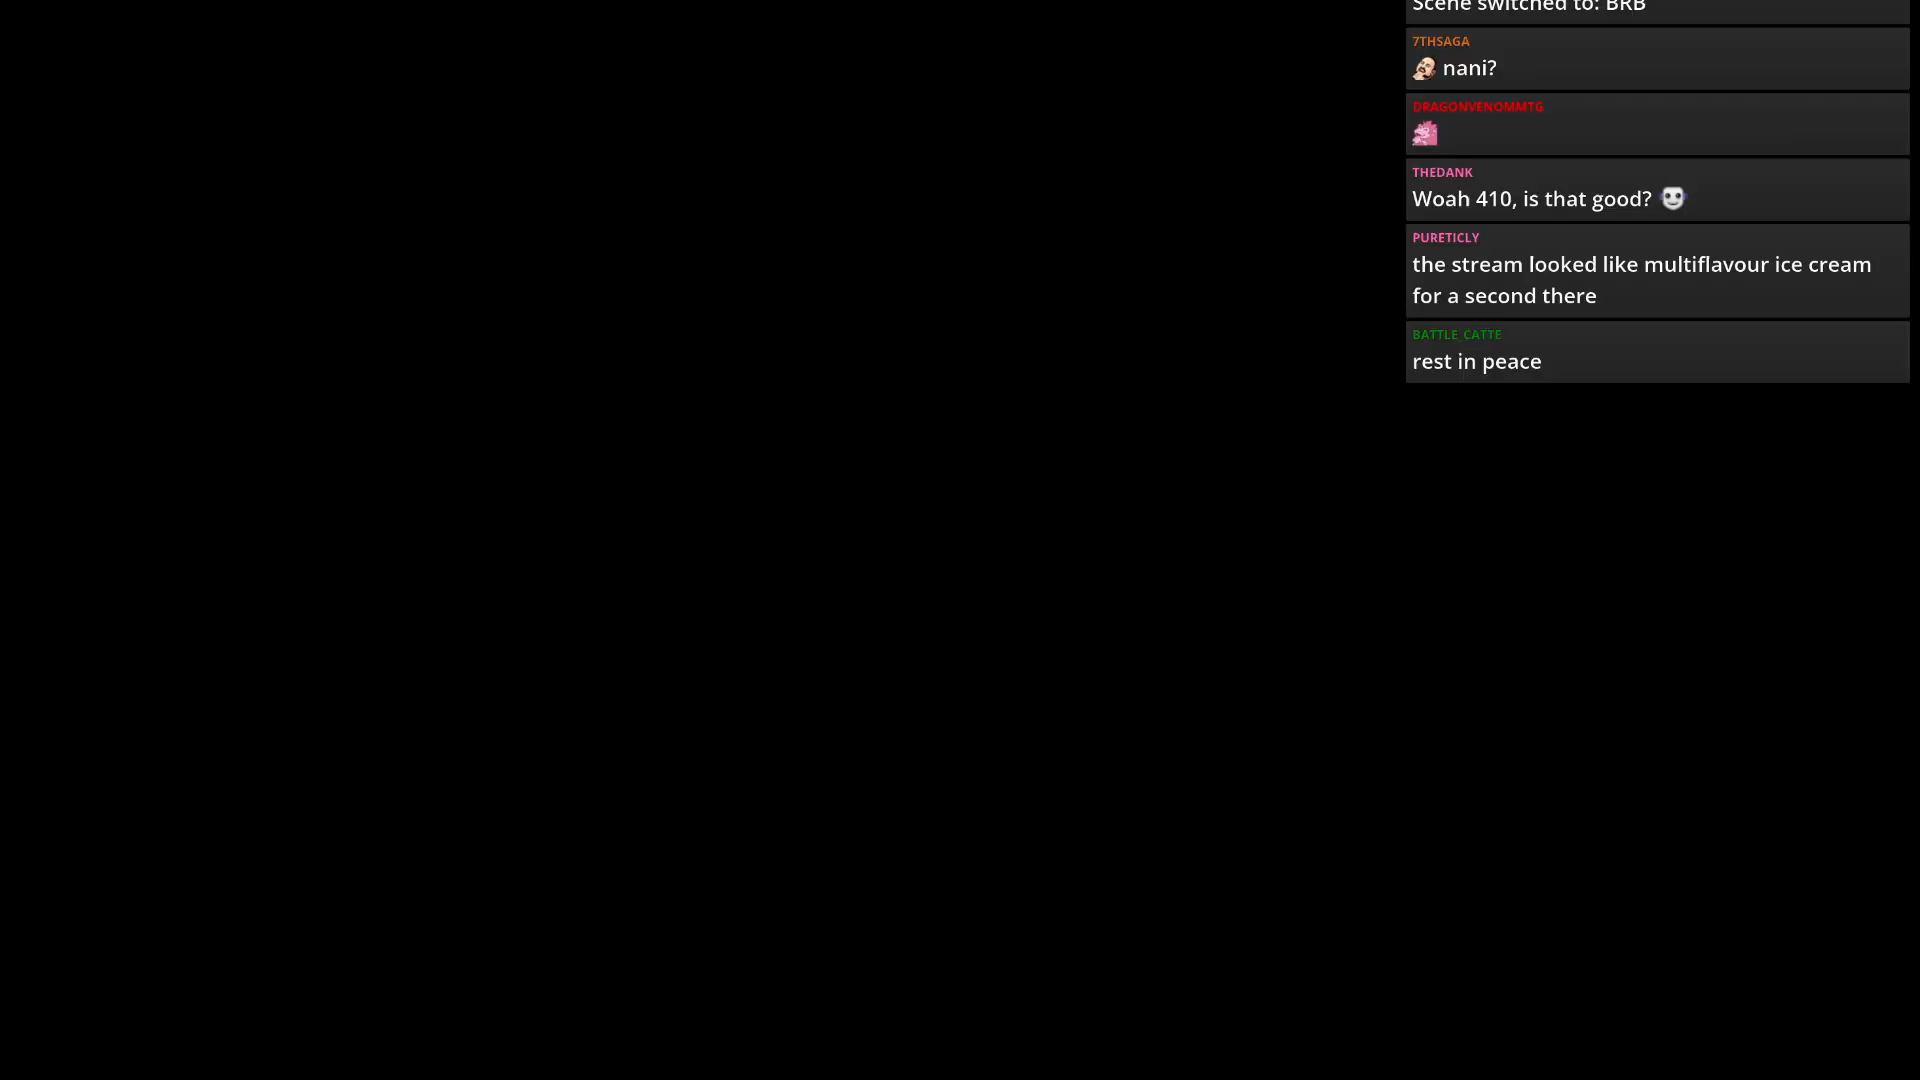 Scene switched to: BRB
7THSAGA
nani?
DRAGONVENOMMTG
THEDANK
Woah 410, is that good?
PURETICLY
the stream looked like multiflavour ice cream
for a second there
BATTLE_CATTE
rest in peace